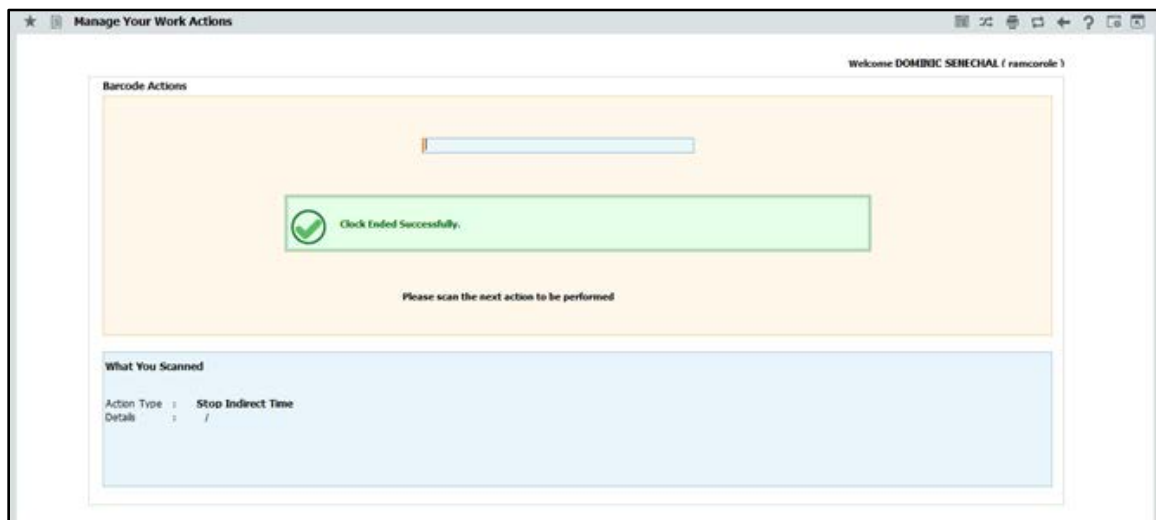 Manage Your Work Actions
Welcome DOMINIC SENECHAL ( ramcorole )
Barcode Actions
Clock Ended Successfully.
Please scan the next action to be performed
What You Scanned
Action Type : Stop Indirect Time
Details : /